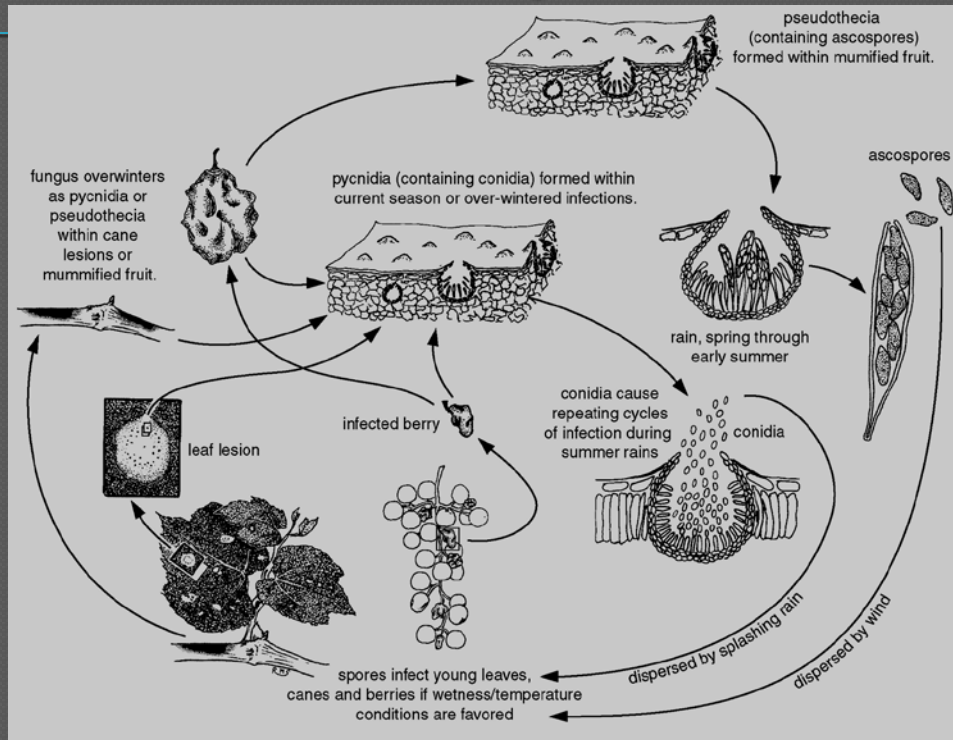 pseudothecia
(containing ascospores)
formed within mumified fruit.
ascospores
fungus overwinters
as pycnidia or
pseudothecia
within cane
lesions or
mummified fruit.
pycnidia (containing conidia) formed within
current season or over-wintered infections.
rain, spring through
early summer
conidia cause
repeating cycles
of infection during
summer rains
conidia
infected berry
leaf lesion
dispersed by splashing rain
dispersed by wind
spores infect young leaves,
canes and berries if wetness/temperature
conditions are favored